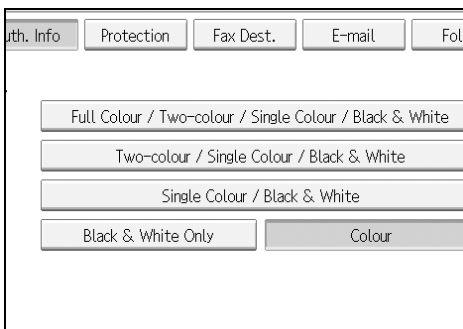 uth. Info Protection Fax Dest. E-mail Fol
Full Colour / Two-colour / Single Colour / Black & White
Two-colour / Single Colour / Black & White
Single Colour / Black & White
Black & White Only Colour